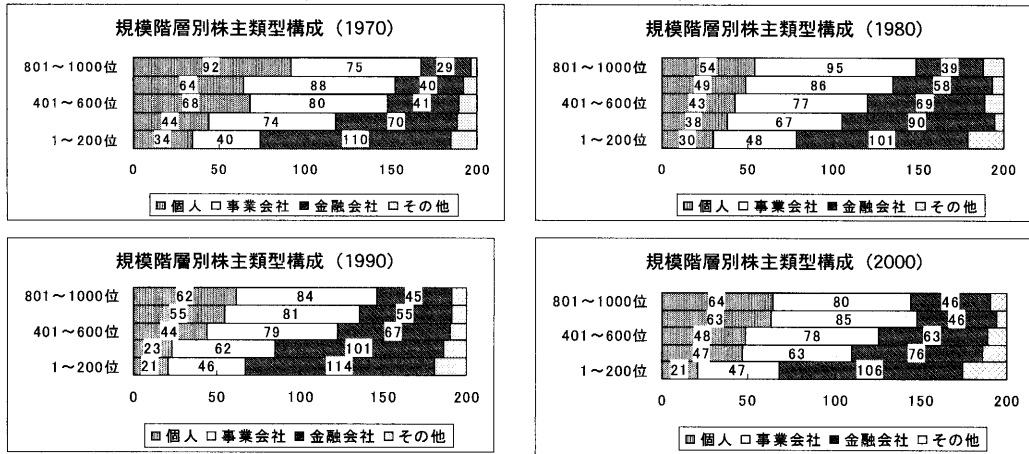 規模階層別株主類型構成（1970）
801～1000位
92 75 29
64 88 40
401～600位
68 80 41
44 74 70
1～200位
34 40 110
0 50 100 150 200
個人 事業会社 金融会社 その他
規模階層別株主類型構成（1980）
801～1000位
54 95 39
49 86 58
401～600位
43 77 69
38 67 90
1～200位
30 48 101
0 50 100 150 200
個人 事業会社 金融会社 その他
規模階層別株主類型構成（1990）
801～1000位
62 84 45
55 81 55
401～600位
44 79 67
23 62 101
1～200位
21 46 114
0 50 100 150 200
個人 事業会社 金融会社 その他
規模階層別株主類型構成（2000）
801～1000位
64 80 46
63 85 46
401～600位
48 78 63
47 63 76
1～200位
21 47 106
0 50 100 150 200
個人 事業会社 金融会社 その他